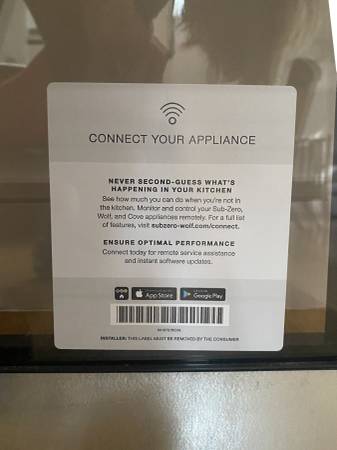 CONNECT YOUR APPLIANCE
NEVER SECOND-GUESS WHAT'S
HAPPENING IN YOUR KITCHEN
See how much you can do when you're not in
the kitchen. Monitor and control your Sub-Zero,
Wolf, and Cove appliances remotely. For a full list
of features, visit subzero-wolf.com/connect.
ENSURE OPTIMAL PERFORMANCE
Connect today for remote service assistance
and instant software updates.
App Store
Google Play
INSTALLER: THIS LABEL MUST BE REMOVED BY THE CONSUMER